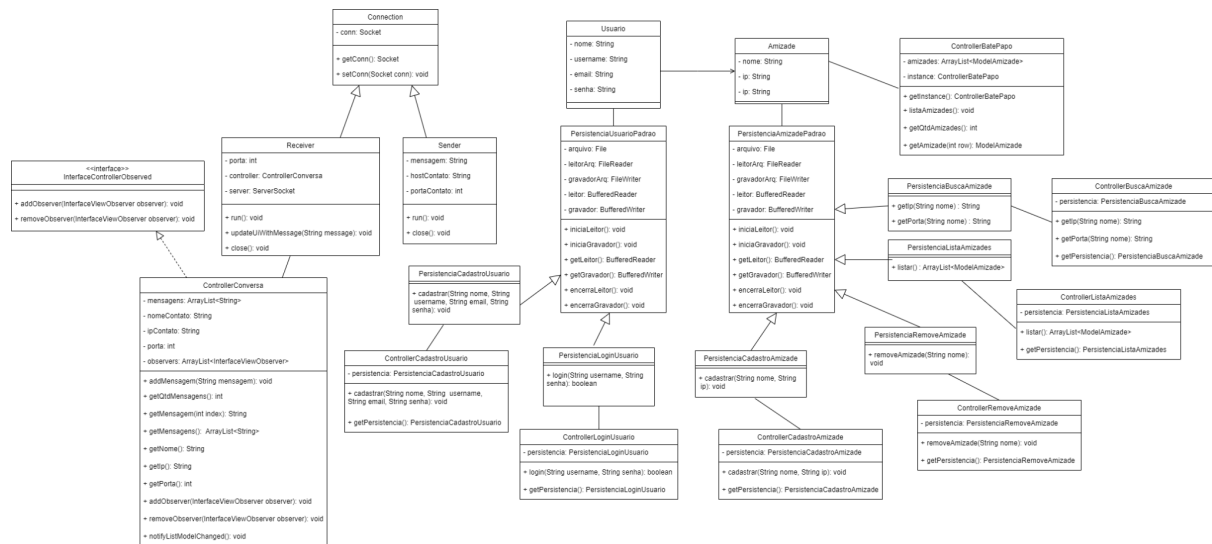 Connection
- conn: Socket
+ getConn(): Socket
+ setConn(Socket conn): void
Usuario
- nome: String
- username: String
- email: String
- senha: String
Amizade
- nome: String
- ip: String
- ip: String
ControllerBatePapo
- amizades: ArrayList<ModelAmizade>
- instance: ControllerBatePapo
+ getInstance(): ControllerBatePapo
+ listaAmizades(): void
+ getQtdAmizades(): int
+ getAmizade(int row): ModelAmizade
Receiver
- porta: int
- controller: ControllerConversa
- server: ServerSocket
+ run(): void
+ updateUiWithMessage(String message): void
+ close(): void
Sender
- mensagem: String
- hostContato: String
- portaContato: int
+ run(): void
+ close(): void
<<interface>>
InterfaceControllerObserved
+ addObserver(InterfaceViewObserver observer): void
+ removeObserver(InterfaceViewObserver observer): void
PersistenciaUsuarioPadrao
- arquivo: File
- leitorArq: FileReader
- gravadorArq: FileWriter
- leitor: BufferedReader
- gravador: BufferedWriter
+ iniciaLeitor(): void
+ iniciaGravador(): void
+ getLeitor(): BufferedReader
+ getGravador(): BufferedWriter
+ encerraLeitor(): void
+ encerraGravador(): void
PersistenciaAmizadePadrao
- arquivo: File
- leitorArq: FileReader
- gravadorArq: FileWriter
- leitor: BufferedReader
- gravador: BufferedWriter
+ iniciaLeitor(): void
+ iniciaGravador(): void
+ getLeitor(): BufferedReader
+ getGravador(): BufferedWriter
+ encerraLeitor(): void
+ encerraGravador(): void
PersistenciaBuscaAmizade
+ getIp(String nome) : String
+ getPorta(String nome) : String
ControllerBuscaAmizade
- persistencia: PersistenciaBuscaAmizade
+ getIp(String nome): String
+ getPorta(String nome): String
+ getPersistencia(): PersistenciaBuscaAmizade
PersistenciaListaAmizades
+ listar() : ArrayList<ModelAmizade>
ControllerListaAmizades
- persistencia: PersistenciaListaAmizades
+ listar(): ArrayList<ModelAmizade>
+ getPersistencia(): PersistenciaListaAmizades
PersistenciaCadastroUsuario
+ cadastrar(String nome, String
username, String email, String
senha): void
ControllerConversa
- mensagens: ArrayList<String>
- nomeContato: String
- ipContato: String
- porta: int
- observers: ArrayList<InterfaceViewObserver>
+ addMensagem(String mensagem): void
+ getQtdMensagens(): int
+ getMensagem(int index): String
+ getMensagens(): ArrayList<String>
+ getNome(): String
+ getIp(): String
+ getPorta(): int
+ addObserver(InterfaceViewObserver observer): void
+ removeObserver(InterfaceViewObserver observer): void
+ notifyListModelChanged(): void
ControllerCadastroUsuario
- persistencia: PersistenciaCadastroUsuario
+ cadastrar(String nome, String username,
String email, String senha): void
+ getPersistencia(): PersistenciaCadastroUsuario
PersistenciaLoginUsuario
+ login(String username, String
senha): boolean
PersistenciaCadastroAmizade
+ cadastrar(String nome, String
ip): void
PersistenciaRemoveAmizade
+ removeAmizade(String nome):
void
ControllerLoginUsuario
- persistencia: PersistenciaLoginUsuario
+ login(String username, String senha): boolean
+ getPersistencia(): PersistenciaLoginUsuario
ControllerCadastroAmizade
- persistencia: PersistenciaCadastroAmizade
+ cadastrar(String nome, String ip): void
+ getPersistencia(): PersistenciaCadastroAmizade
ControllerRemoveAmizade
- persistencia: PersistenciaRemoveAmizade
+ removeAmizade(String nome): void
+ getPersistencia(): PersistenciaRemoveAmizade